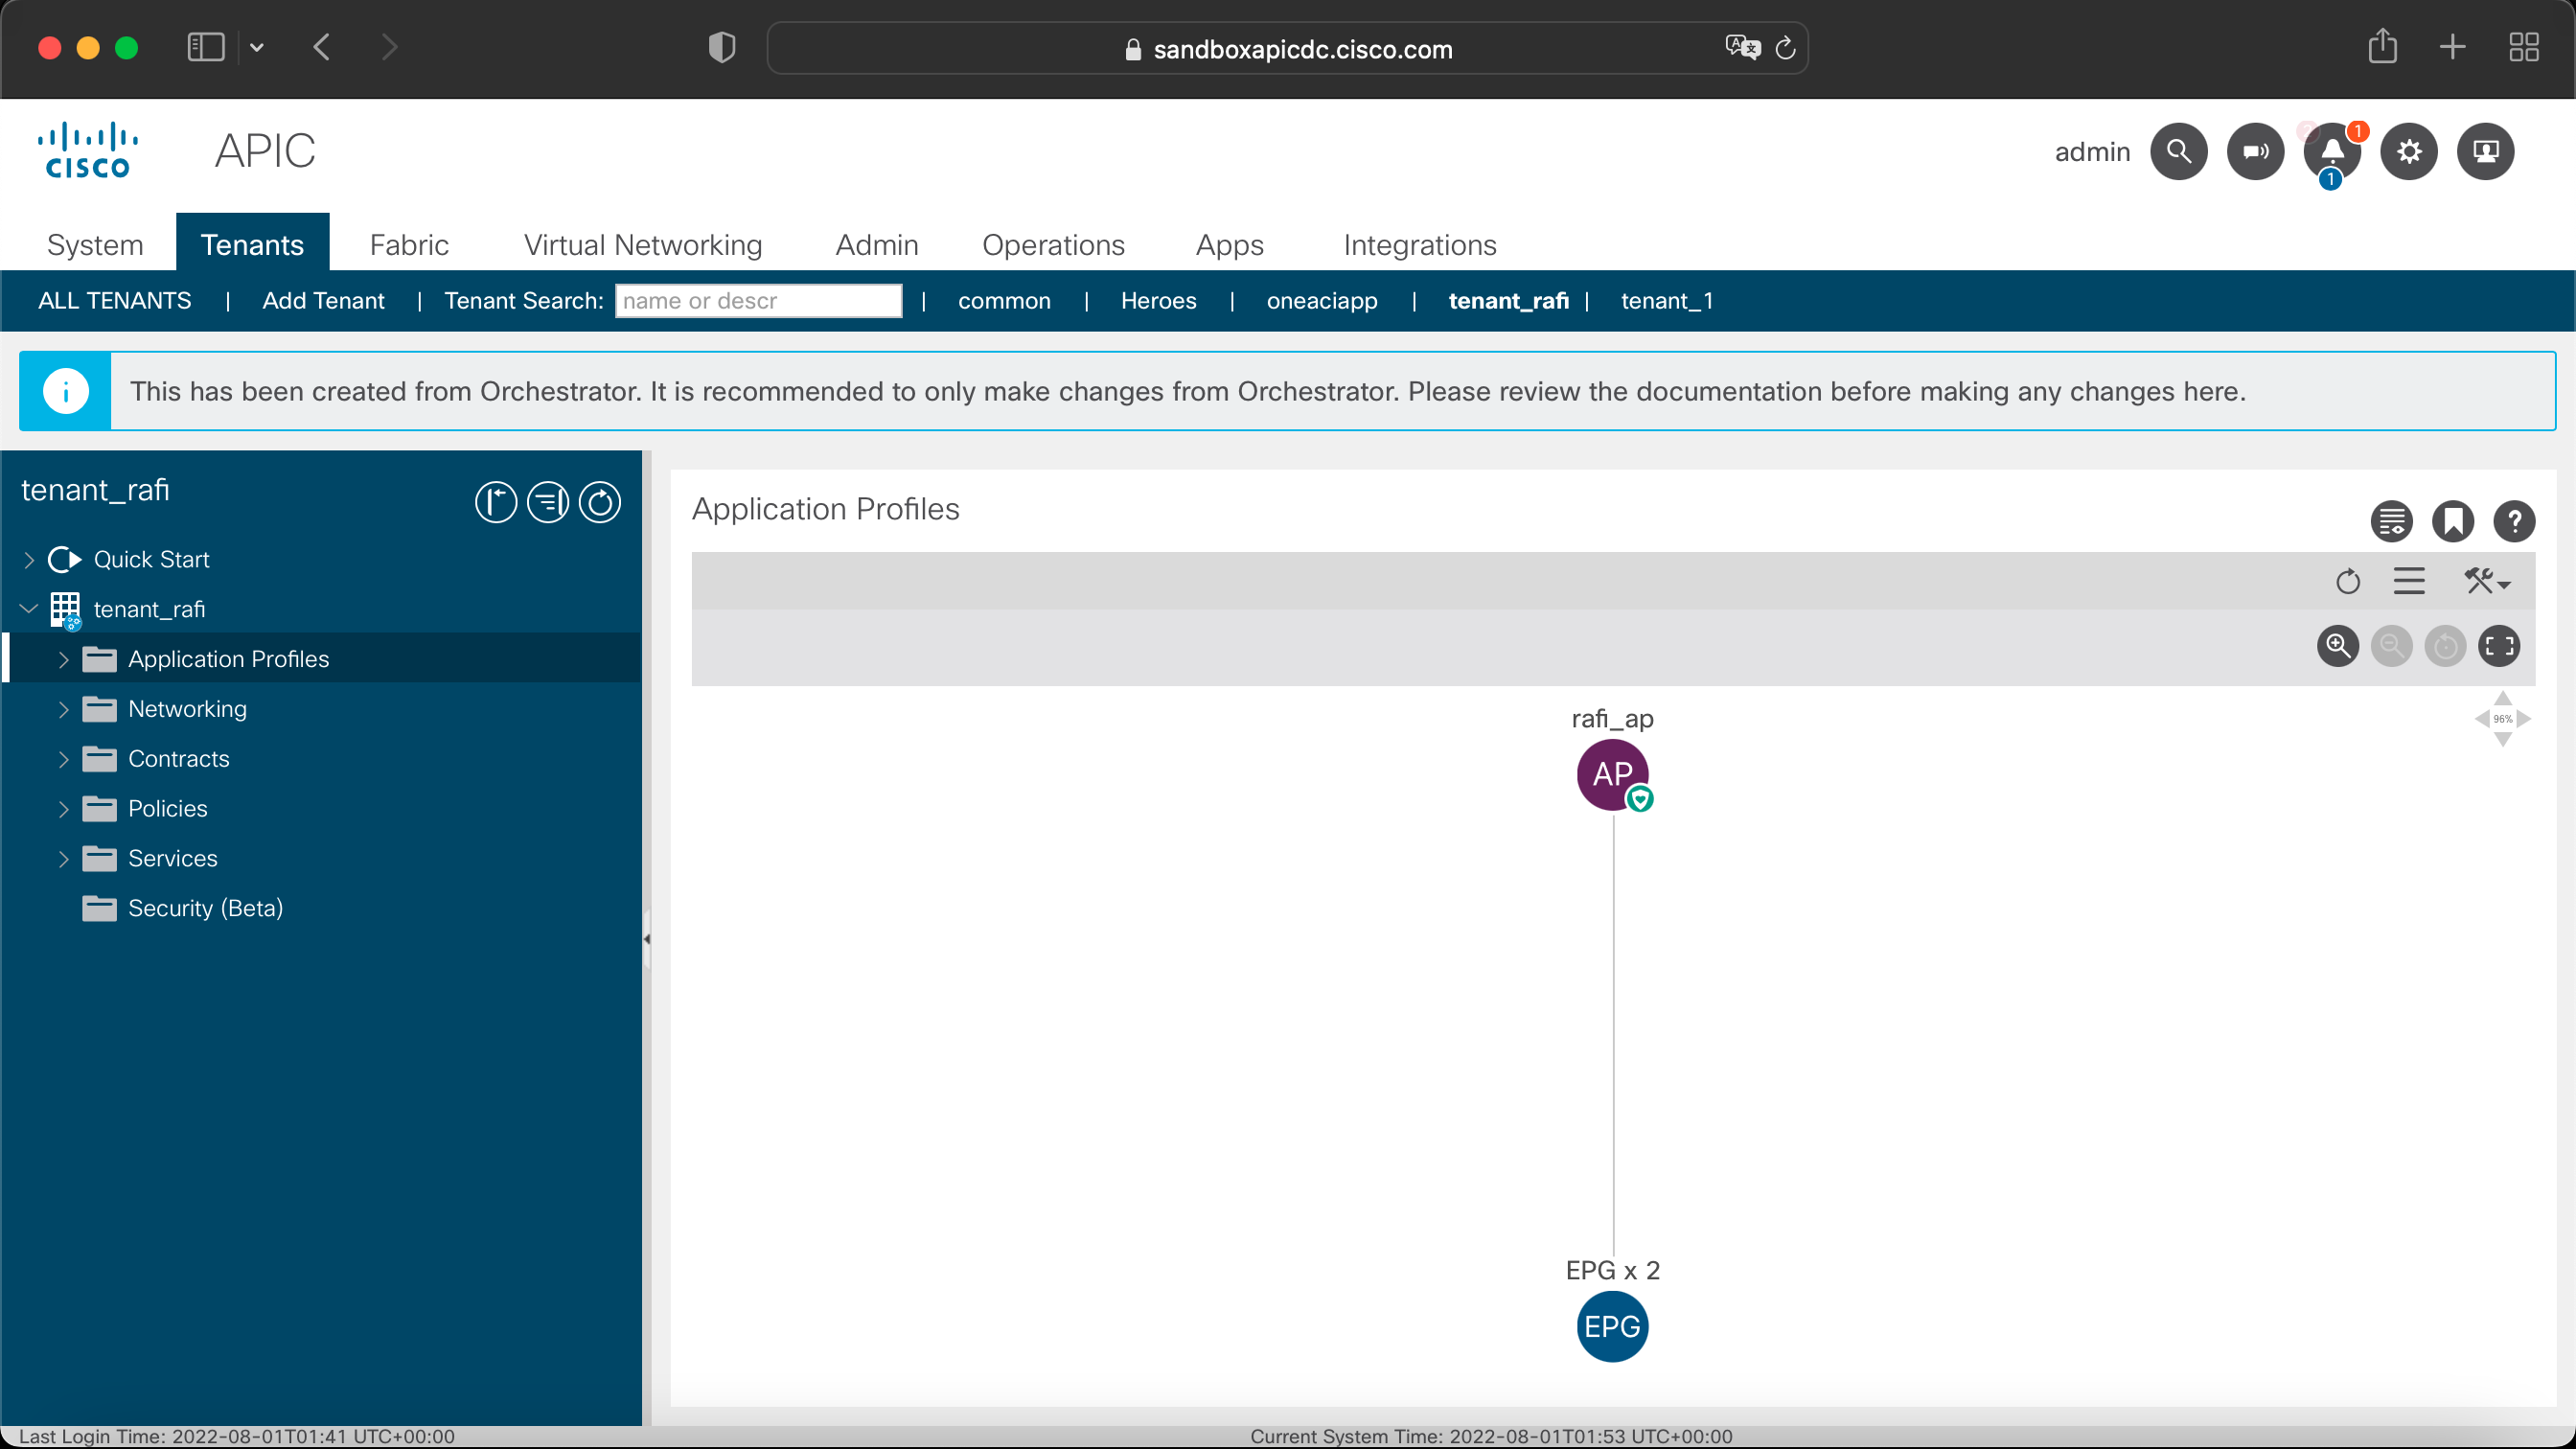 sandboxapicdc.cisco.com
CISCO APIC admin 1 1
System Tenants Fabric Virtual Networking Admin Operations Apps Integrations
ALL TENANTS | Add Tenant | Tenant Search: name or descr | common | Heroes | oneaciapp | tenant_rafi | tenant_1
This has been created from Orchestrator. It is recommended to only make changes from Orchestrator. Please review the documentation before making any changes here.
tenant_rafi
Quick Start
tenant_rafi
Application Profiles
Networking
Contracts
Policies
Services
Security (Beta)
Application Profiles
rafi_ap
AP
96%
EPG x 2
EPG
Last Login Time: 2022-08-01T01:41 UTC+00:00
Current System Time: 2022-08-01T01:53 UTC+00:00